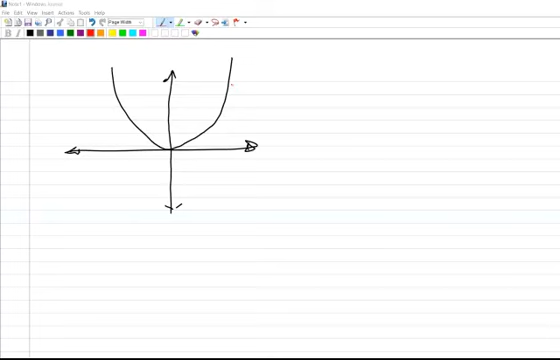 Note1 - Windows Journal
File Edit View Insert Actions Tools Help
Page Width
B